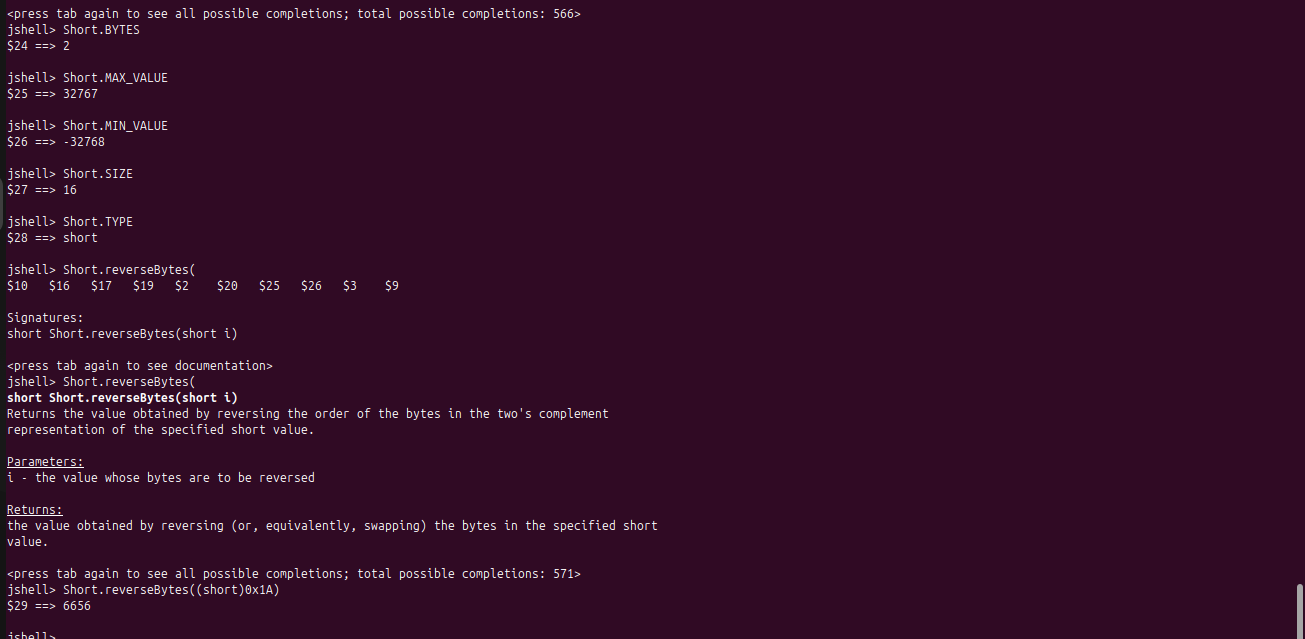 <press tab again to see all possible completions; total possible completions: 566>
jshell> Short.BYTES
$24 ==> 2
jshell> Short.MAX_VALUE
$25 ==> 32767
jshell> Short.MIN_VALUE
$26 ==> -32768
jshell> Short.SIZE
$27 ==> 16
jshell> Short.TYPE
$28 ==> short
jshell> Short.reverseBytes(
$10   $16   $17   $19   $2    $20   $25   $26   $3    $9
Signatures:
short Short.reverseBytes(short i)
<press tab again to see documentation>
jshell> Short.reverseBytes(
short Short.reverseBytes(short i)
Returns the value obtained by reversing the order of the bytes in the two's complement
representation of the specified short value.
Parameters:
i - the value whose bytes are to be reversed
Returns:
the value obtained by reversing (or, equivalently, swapping) the bytes in the specified short
value.
<press tab again to see all possible completions; total possible completions: 571>
jshell> Short.reverseBytes((short)0x1A)
$29 ==> 6656
jshell>